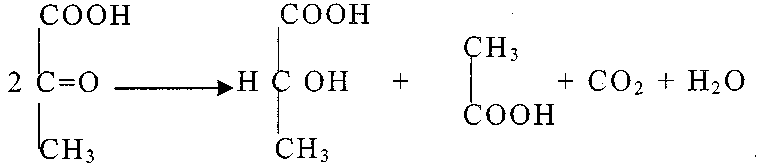 COOH COOH CH3
2 C=O H C OH + + CO2 + H2O
CH3 CH3 COOH